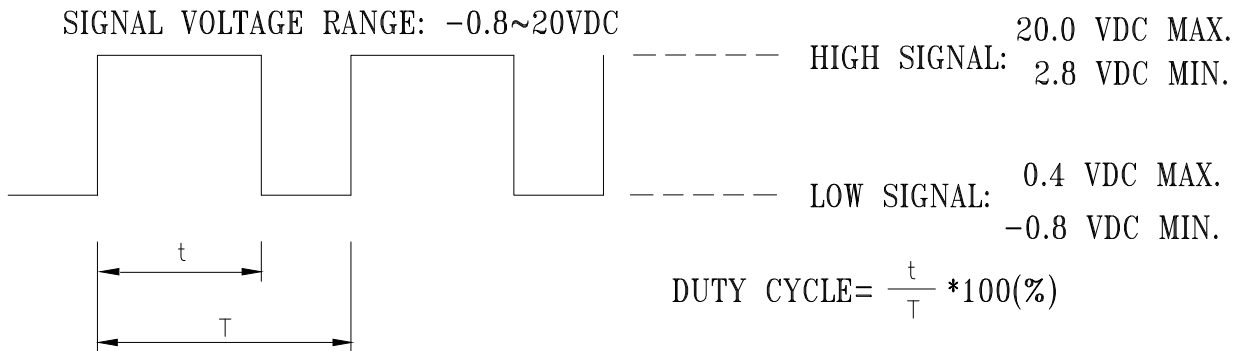 SIGNAL VOLTAGE RANGE: -0.8~20VDC
HIGH SIGNAL: 20.0 VDC MAX.
2.8 VDC MIN.
LOW SIGNAL: 0.4 VDC MAX.
-0.8 VDC MIN.
t
T
DUTY CYCLE= t/T *100(%)